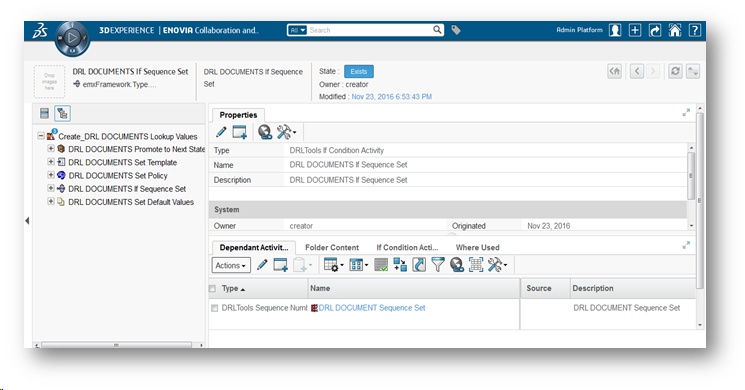 3DEXPERIENCE | ENOVIA Collaboration and..
All
Search
Admin Platform
Drop
images
here
DRL DOCUMENTS If Sequence Set
emxFramework.Type....
DRL DOCUMENTS If Sequence
Set
State : Exists
Owner : creator
Modified : Nov 23, 2016 6:53:43 PM
Create_DRL DOCUMENTS Lookup Values
DRL DOCUMENTS Promote to Next State
DRL DOCUMENTS Set Template
DRL DOCUMENTS Set Policy
DRL DOCUMENTS If Sequence Set
DRL DOCUMENTS Set Default Values
Properties
Type DRLTools If Condition Activity
Name DRL DOCUMENTS If Sequence Set
Description DRL DOCUMENTS If Sequence Set
System
Owner creator Originated Nov 23, 2016
Dependant Activit... Folder Content If Condition Acti... Where Used
Actions
Type Name Source Description
DRLTools Sequence Numl DRL DOCUMENT Sequence Set DRL DOCUMENT Sequence Set